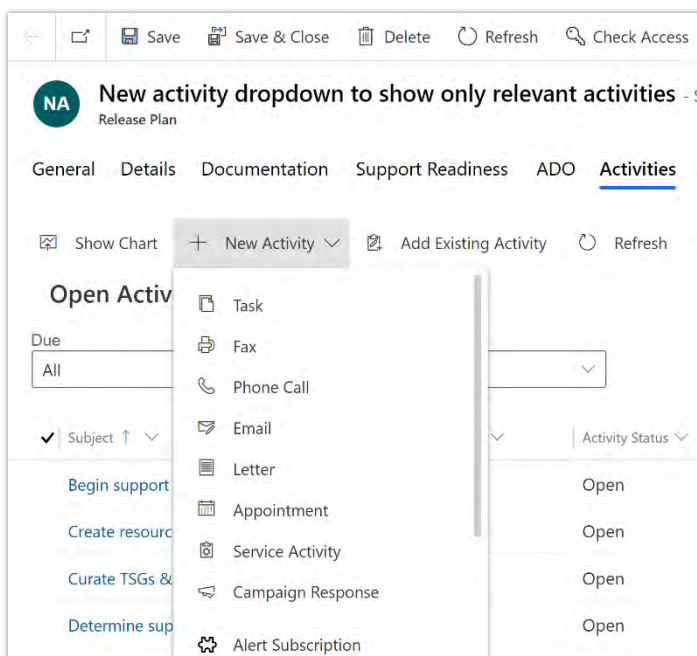 Save Save & Close Delete Refresh Check Access
NA
New activity dropdown to show only relevant activities -
Release Plan
General Details Documentation Support Readiness ADO Activities
Show Chart New Activity Add Existing Activity Refresh
Open Activ
Due
All
Subject Activity Status
Task
Fax
Phone Call
Email
Letter
Appointment
Service Activity
Campaign Response
Alert Subscription
Begin support Open
Create resourc Open
Curate TSGs & Open
Determine sup Open